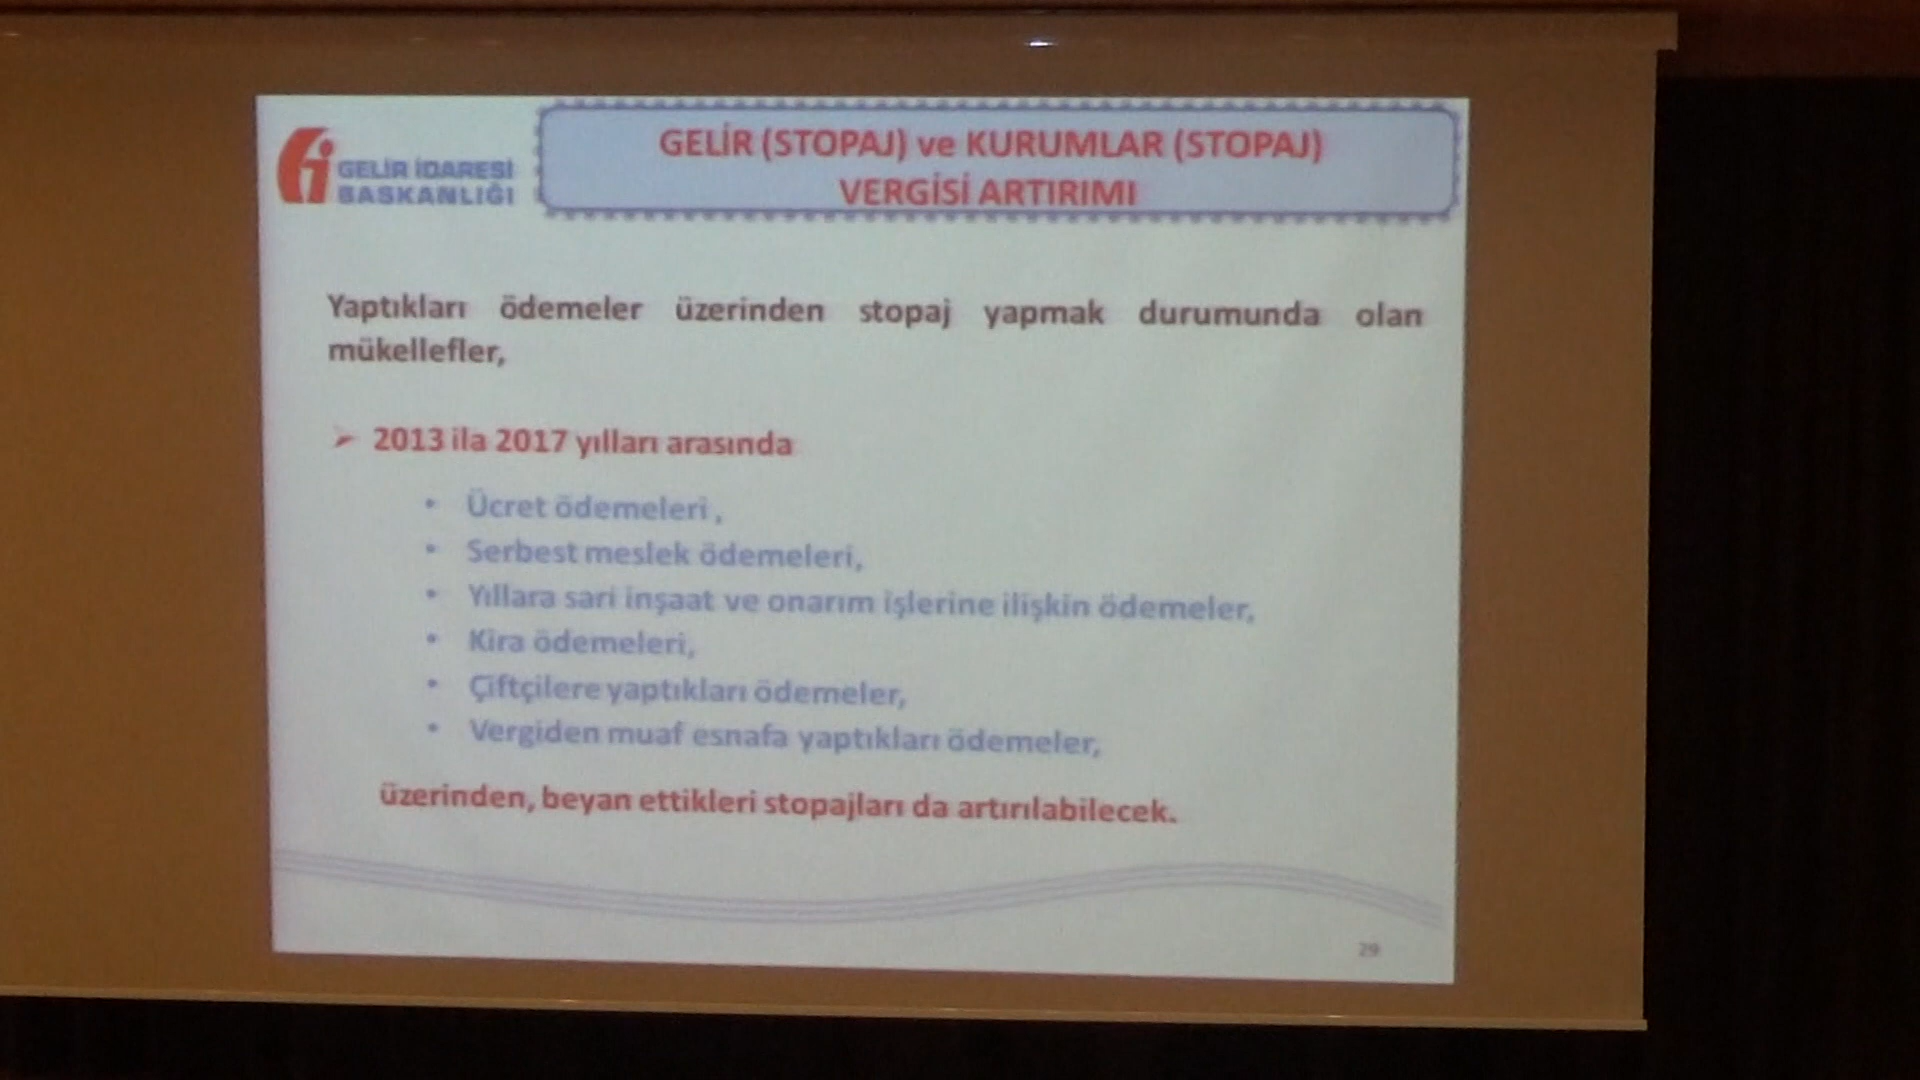 GELİR İDARESİ
BAŞKANLIĞI
GELİR (STOPAJ) ve KURUMLAR (STOPAJ)
VERGİSİ ARTIRIMI
Yaptıkları ödemeler üzerinden stopaj yapmak durumunda olan
mükellefler,
➢ 2013 ila 2017 yılları arasında
• Ücret ödemeleri ,
• Serbest meslek ödemeleri,
• Yıllara sari inşaat ve onarım işlerine ilişkin ödemeler,
• Kira ödemeleri,
• Çiftçilere yaptıkları ödemeler,
• Vergiden muaf esnafa yaptıkları ödemeler,
üzerinden, beyan ettikleri stopajları da artırılabilecek.
29